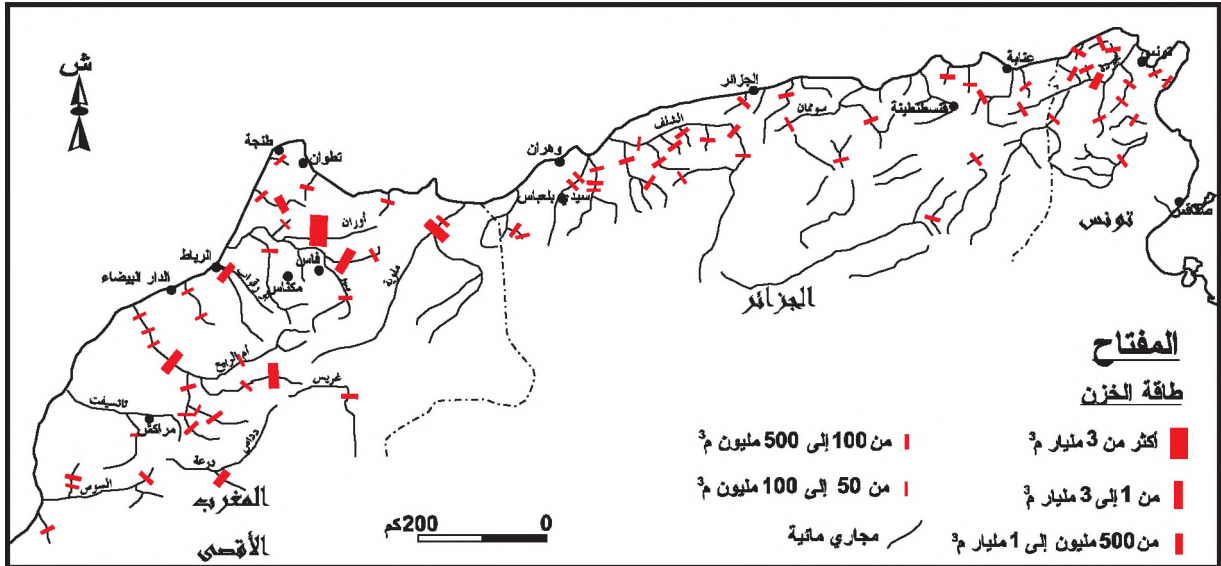 ش
طنجة
تطوان
أوران
الرباط
فاس
مكناس
الدار البيضاء
ملوية
أم الربيع
غريس
تانسيفت
مراكش
دداس
درعة
السوس
المغرب
الأقصى
وهران
سيدي بلعباس
الشلف
الجزائر
سومام
قسنطينة
عنابة
تونس
صفاقس
تونس
الجزائر
المفتاح
طاقة الخزن
أكثر من 3 مليار م³
من 1 إلى 3 مليار م³
من 500 مليون إلى 1 مليار م³
من 100 إلى 500 مليون م³
من 50 إلى 100 مليون م³
مجاري مائية
200كم
0